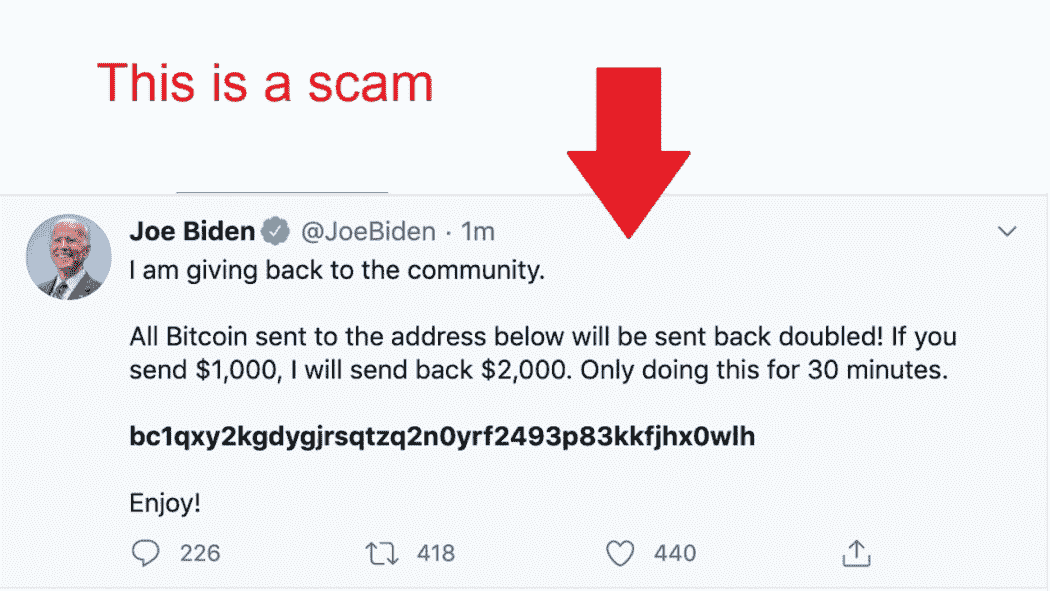 This is a scam
Joe Biden @JoeBiden · 1m
I am giving back to the community.
All Bitcoin sent to the address below will be sent back doubled! If you
send $1,000, I will send back $2,000. Only doing this for 30 minutes.
bc1qxy2kgdygjrsqtzq2n0yrf2493p83kkfjhx0wlh
Enjoy!
226 418 440